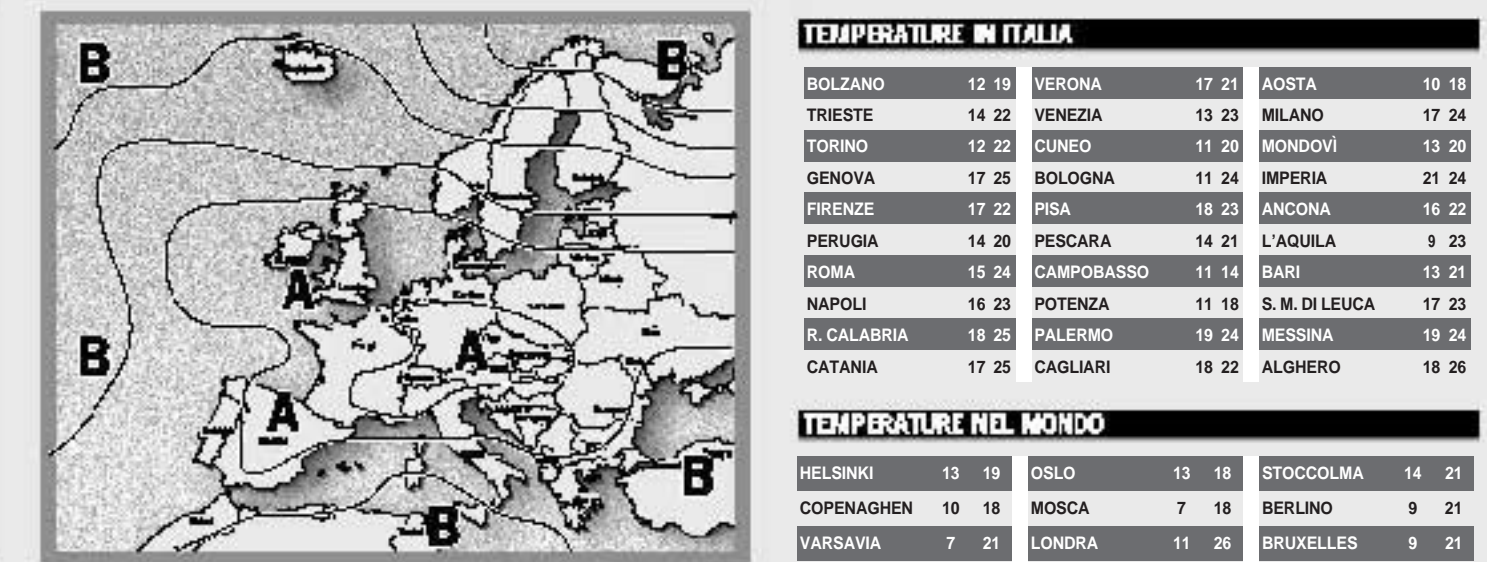 B
B
A
B
A
A
B
B
TEMPERATURE IN ITALIA
BOLZANO 12 19 VERONA 17 21 AOSTA 10 18
TRIESTE 14 22 VENEZIA 13 23 MILANO 17 24
TORINO 12 22 CUNEO 11 20 MONDOVÌ 13 20
GENOVA 17 25 BOLOGNA 11 24 IMPERIA 21 24
FIRENZE 17 22 PISA 18 23 ANCONA 16 22
PERUGIA 14 20 PESCARA 14 21 L'AQUILA 9 23
ROMA 15 24 CAMPOBASSO 11 14 BARI 13 21
NAPOLI 16 23 POTENZA 11 18 S. M. DI LEUCA 17 23
R. CALABRIA 18 25 PALERMO 19 24 MESSINA 19 24
CATANIA 17 25 CAGLIARI 18 22 ALGHERO 18 26
TEMPERATURE NEL MONDO
HELSINKI 13 19 OSLO 13 18 STOCCOLMA 14 21
COPENAGHEN 10 18 MOSCA 7 18 BERLINO 9 21
VARSAVIA 7 21 LONDRA 11 26 BRUXELLES 9 21